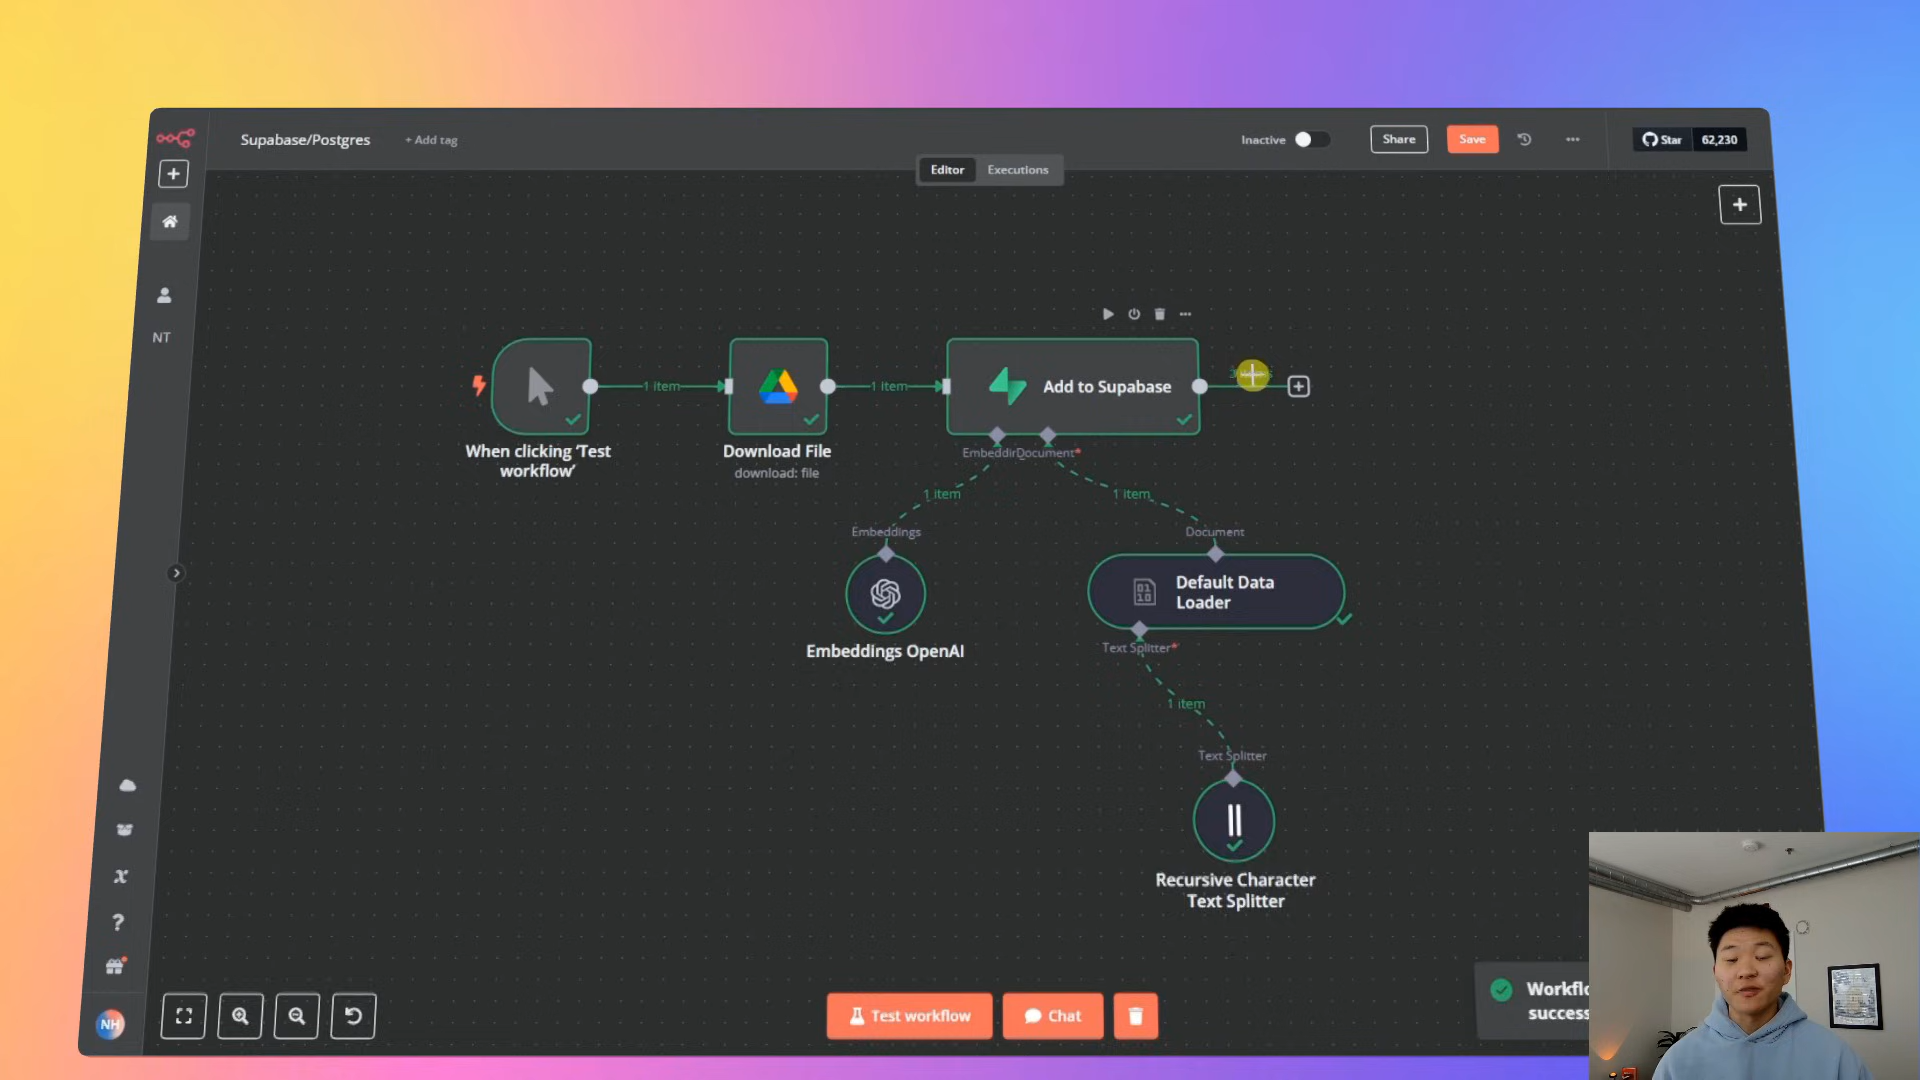 Supabase/Postgres
+ Add tag
Inactive
Share
Save
Star
62,230
Editor
Executions
NT
1 item
1 item
Add to Supabase
When clicking 'Test
workflow'
Download File
download: file
Document*
1 item
1 item
Embeddings
Document
Default Data
Loader
Embeddings OpenAI
Text Splitter*
1 item
Text Splitter
Recursive Character
Text Splitter
NH
Test workflow
Chat
Workflo
success